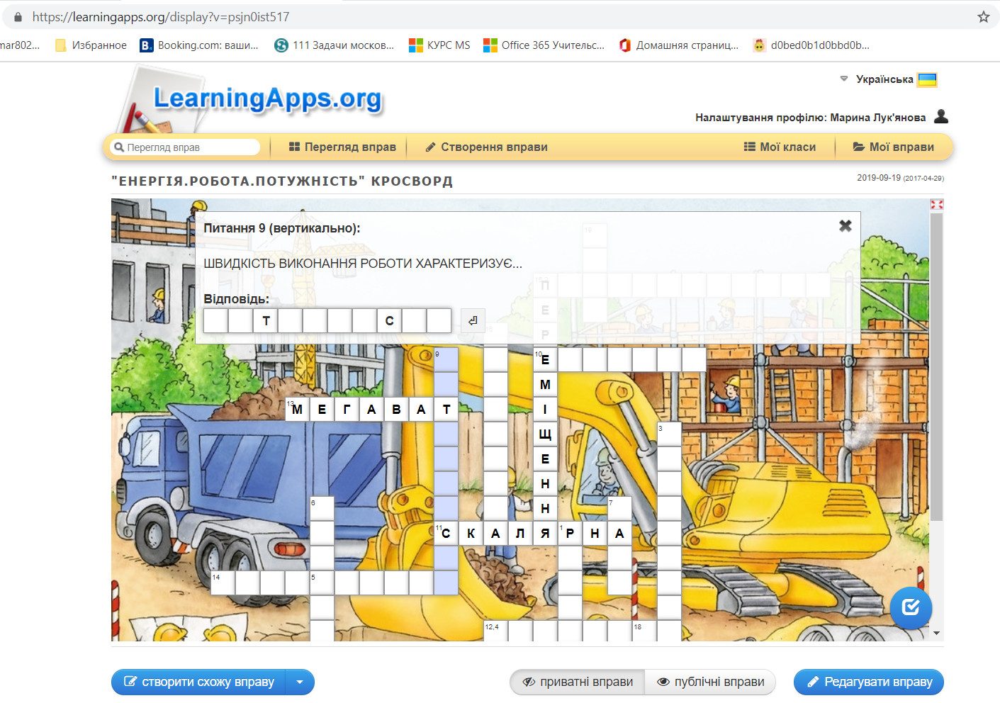 https://learningapps.org/display?v=psjn0ist517
mar802...
Избранное
Booking.com: ваши...
111 Задачи москов...
КУРС MS
Office 365 Учительс...
Домашняя страниц...
d0bed0b1d0bbd0b...
LearningApps.org
Українська
Налаштування профілю: Марина Лук'янова
Перегляд вправ
Перегляд вправ
Створення вправи
Мої класи
Мої вправи
"ЕНЕРГІЯ.РОБОТА.ПОТУЖНІСТЬ" КРОСВОРД
2019-09-19 (2017-04-29)
Питання 9 (вертикально):
19
ШВИДКІСТЬ ВИКОНАННЯ РОБОТИ ХАРАКТЕРИЗУЄ...
П
Відповідь:
Е
Т С
Р
9
10 Е
М
13 М Е Г А В А Т
І
3
Щ
Е
Н
6
7
Н
11 С К А Л Я 1 Р Н А
14
5
12,4
18
створити схожу вправу
приватні вправи
публічні вправи
Редагувати вправу